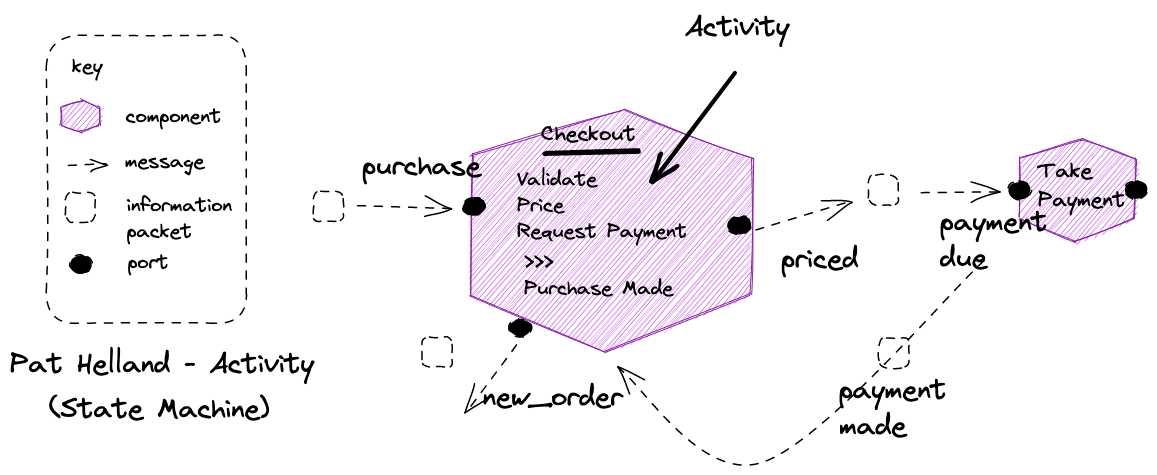 Activity
key
component
message
information
packet
port
Pat Helland - Activity
(State Machine)
purchase
Checkout
Validate
Price
Request Payment
>>>
Purchase Made
new_order
priced
Take
Payment
payment
due
payment
made